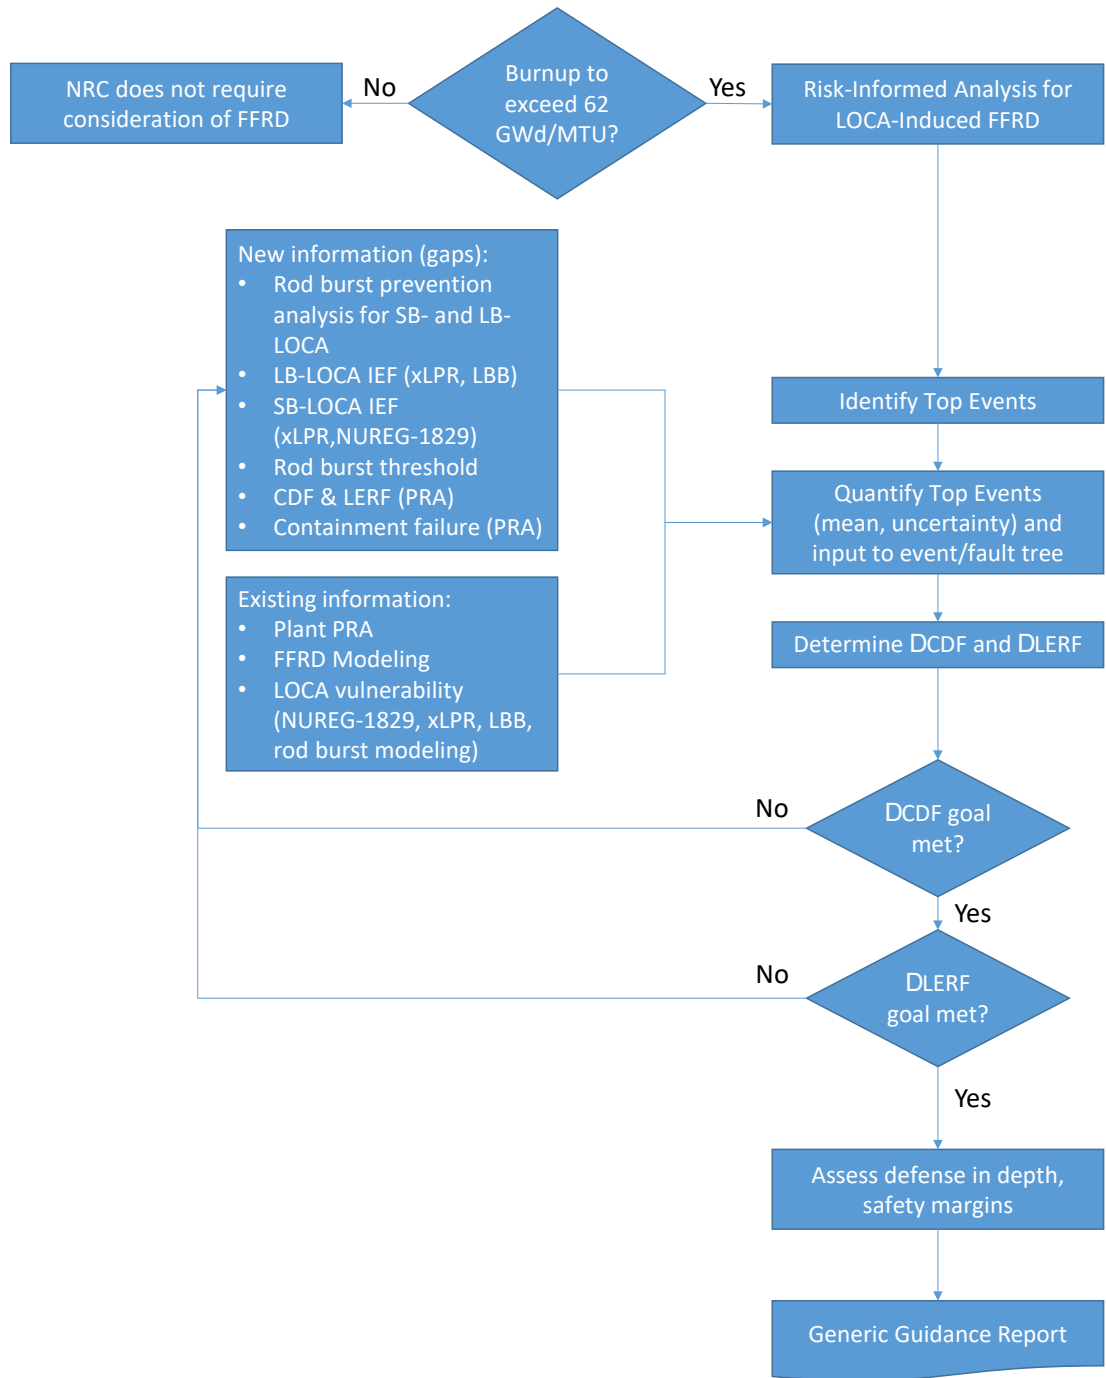 NRC does not require
consideration of FFRD
No
Burnup to
exceed 62
GWd/MTU?
Yes
Risk-Informed Analysis for
LOCA-Induced FFRD
New information (gaps):
• Rod burst prevention
analysis for SB- and LB-
LOCA
• LB-LOCA IEF (xLPR, LBB)
• SB-LOCA IEF
(xLPR,NUREG-1829)
• Rod burst threshold
• CDF & LERF (PRA)
• Containment failure (PRA)
Identify Top Events
Quantify Top Events
(mean, uncertainty) and
input to event/fault tree
Existing information:
• Plant PRA
• FFRD Modeling
• LOCA vulnerability
(NUREG-1829, xLPR, LBB,
rod burst modeling)
Determine DCDF and DLERF
No
DCDF goal
met?
Yes
No
DLERF
goal met?
Yes
Assess defense in depth,
safety margins
Generic Guidance Report